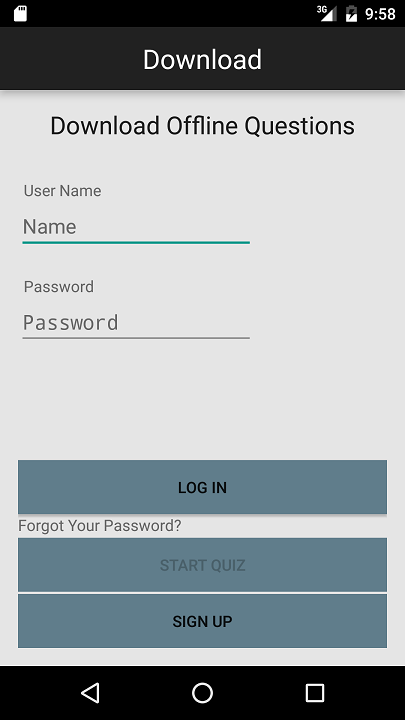 3G 9:58
Download
Download Offline Questions
User Name
Name
Password
Password
LOG IN
Forgot Your Password?
START QUIZ
SIGN UP